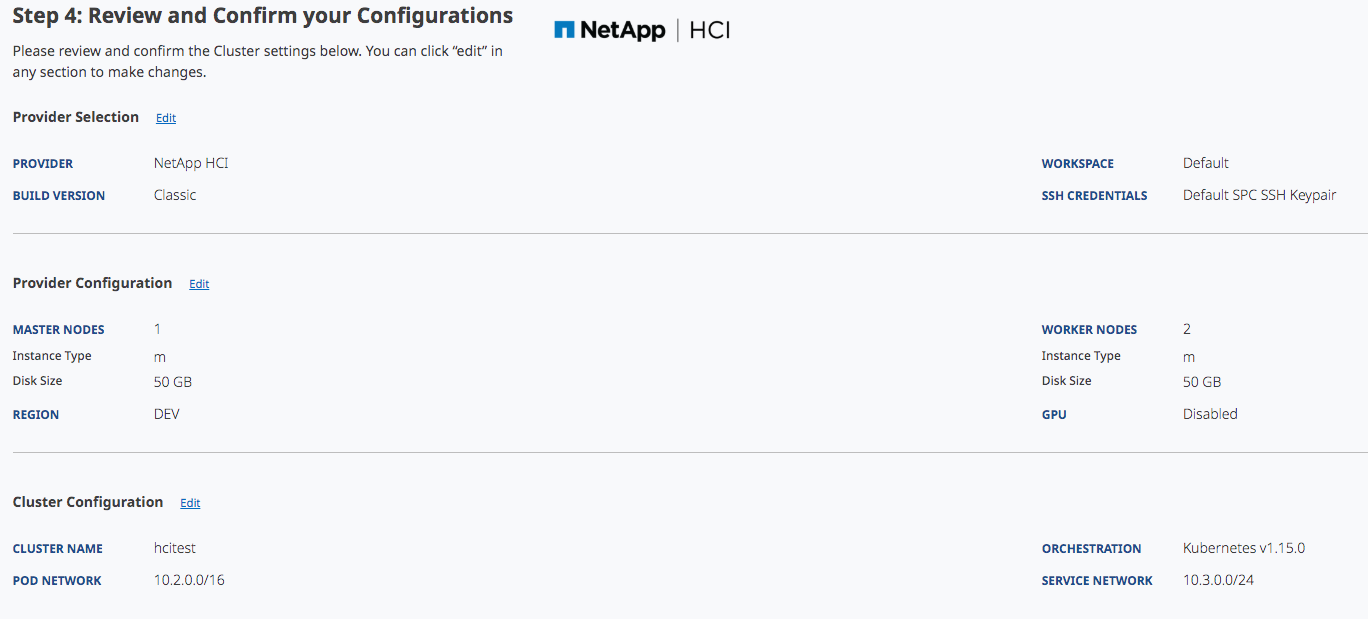 Step 4: Review and Confirm your Configurations
NetApp | HCI
Please review and confirm the Cluster settings below. You can click “edit” in
any section to make changes.
Provider Selection Edit
PROVIDER NetApp HCI WORKSPACE Default
BUILD VERSION Classic SSH CREDENTIALS Default SPC SSH Keypair
Provider Configuration Edit
MASTER NODES 1 WORKER NODES 2
Instance Type m Instance Type m
Disk Size 50 GB Disk Size 50 GB
REGION DEV GPU Disabled
Cluster Configuration Edit
CLUSTER NAME hcitest ORCHESTRATION Kubernetes v1.15.0
POD NETWORK 10.2.0.0/16 SERVICE NETWORK 10.3.0.0/24